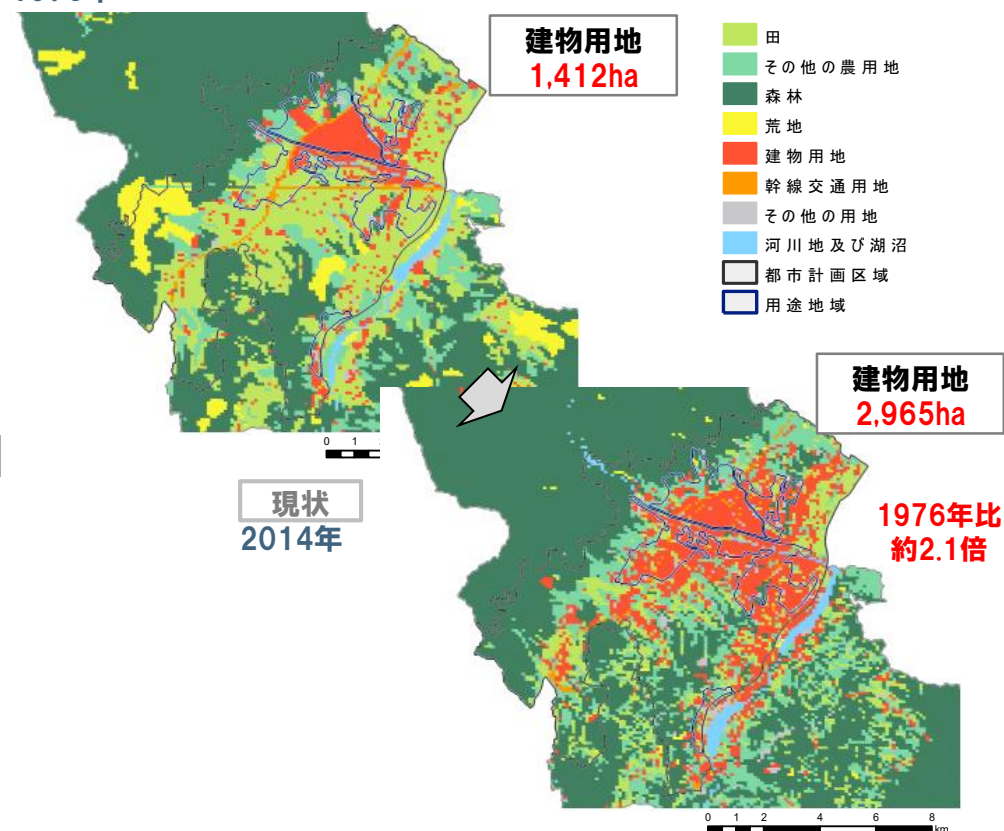 建物用地
1,412ha
田
その他の農用地
森林
荒地
建物用地
幹線交通用地
その他の用地
河川地及び湖沼
都市計画区域
用途地域
建物用地
2,965ha
0 1
現状
2014年
1976年比
約2.1倍
0 1 2 4 6 8
km